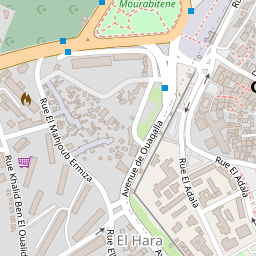 Mourabitene
Rue El Mahjoub Ermiza
Avenue de Ouagalla
Rue El Adala
Rue El Adala
Rue Khalid Ben El Oualid
El Hara